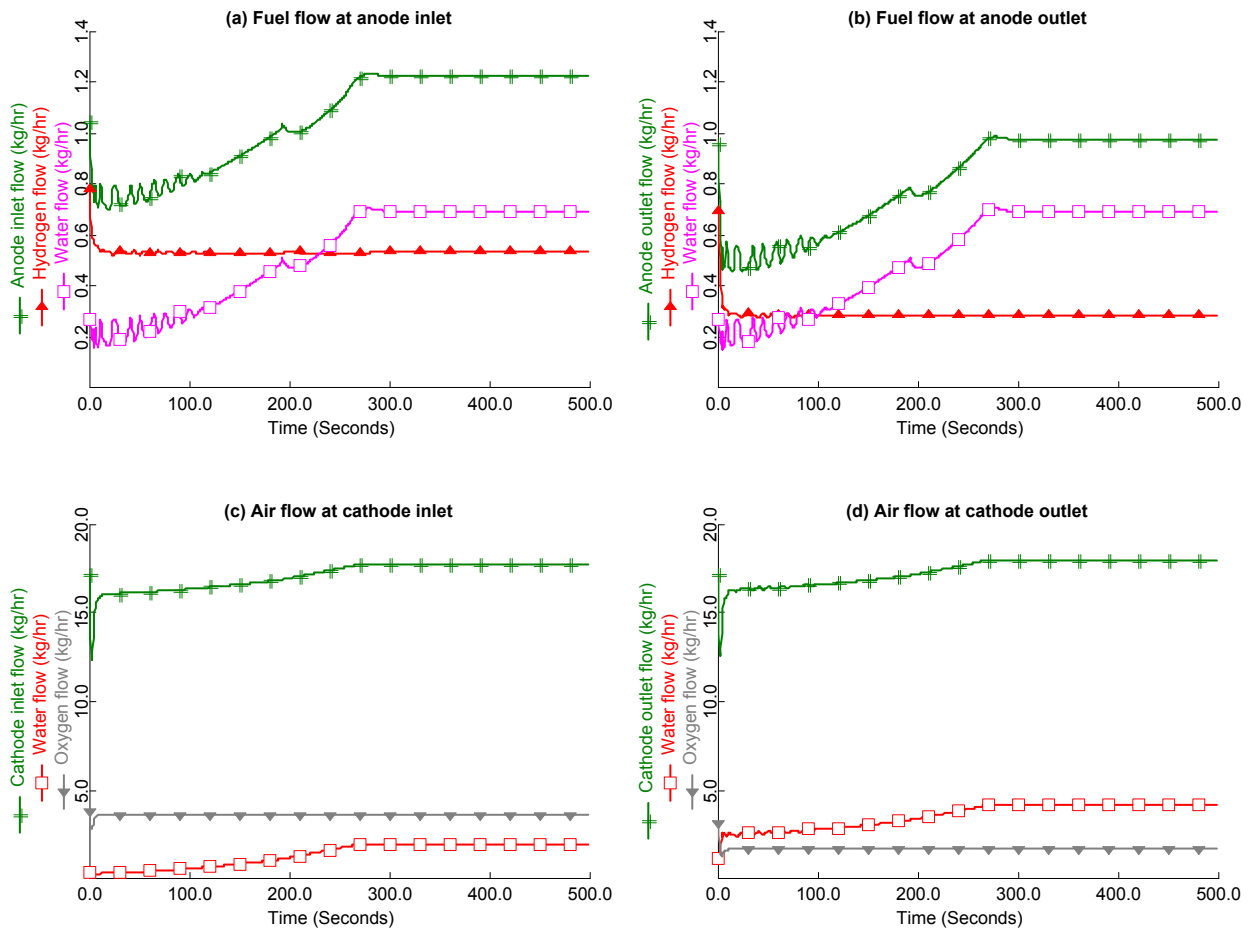 (a) Fuel flow at anode inlet
Anode inlet flow (kg/hr)
Hydrogen flow (kg/hr)
Water flow (kg/hr)
1.4
1.2
1.0
0.8
0.6
0.4
0.2
0.0 100.0 200.0 300.0 400.0 500.0
Time (Seconds)
(b) Fuel flow at anode outlet
Anode outlet flow (kg/hr)
Hydrogen flow (kg/hr)
Water flow (kg/hr)
1.4
1.2
1.0
0.8
0.6
0.4
0.2
0.0 100.0 200.0 300.0 400.0 500.0
Time (Seconds)
(c) Air flow at cathode inlet
Cathode inlet flow (kg/hr)
Water flow (kg/hr)
Oxygen flow (kg/hr)
20.0
15.0
10.0
5.0
0.0 100.0 200.0 300.0 400.0 500.0
Time (Seconds)
(d) Air flow at cathode outlet
Cathode outlet flow (kg/hr)
Water flow (kg/hr)
Oxygen flow (kg/hr)
20.0
15.0
10.0
5.0
0.0 100.0 200.0 300.0 400.0 500.0
Time (Seconds)